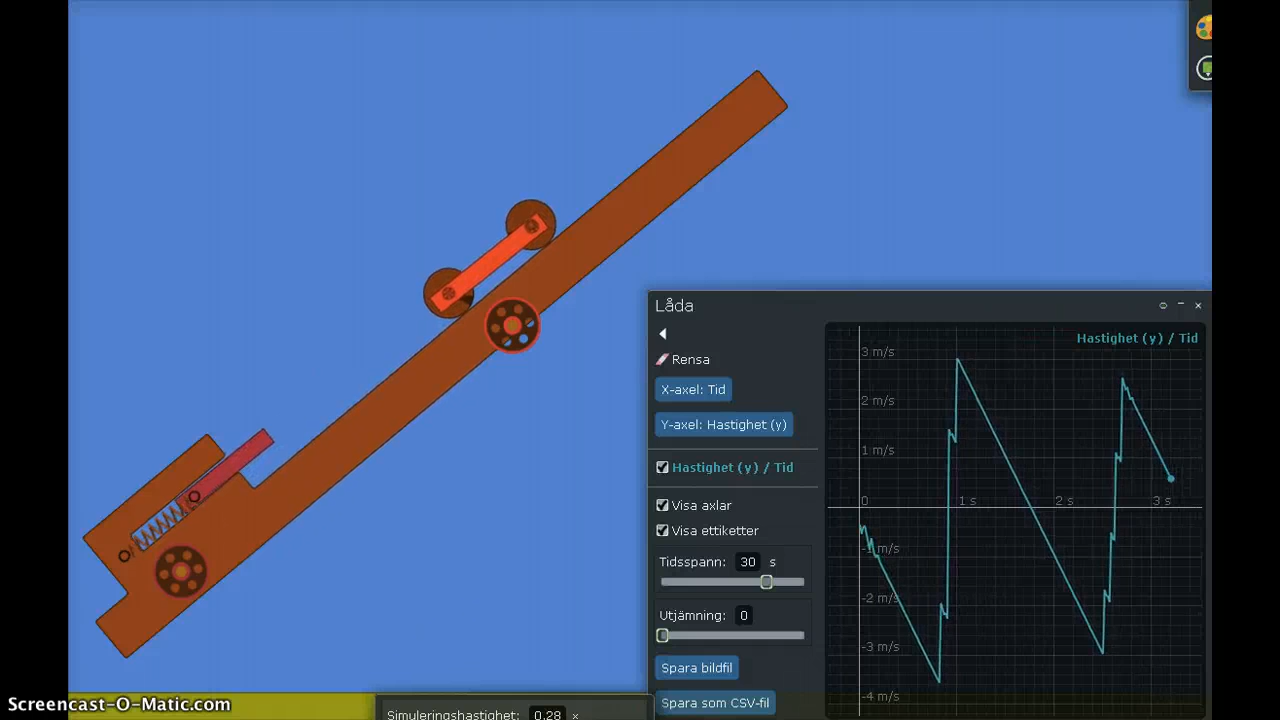 Låda
Rensa
X-axel: Tid
Y-axel: Hastighet (y)
Hastighet (y) / Tid
Visa axlar
Visa ettiketter
Tidsspann: 30 s
Utjämning: 0
Spara bildfil
Spara som CSV-fil
Hastighet (y) / Tid
3 m/s
2 m/s
1 m/s
0 1 s 2 s 3 s
-1 m/s
-2 m/s
-3 m/s
-4 m/s
Screencast-O-Matic.com
Simuleringshastighet: 0.28 x